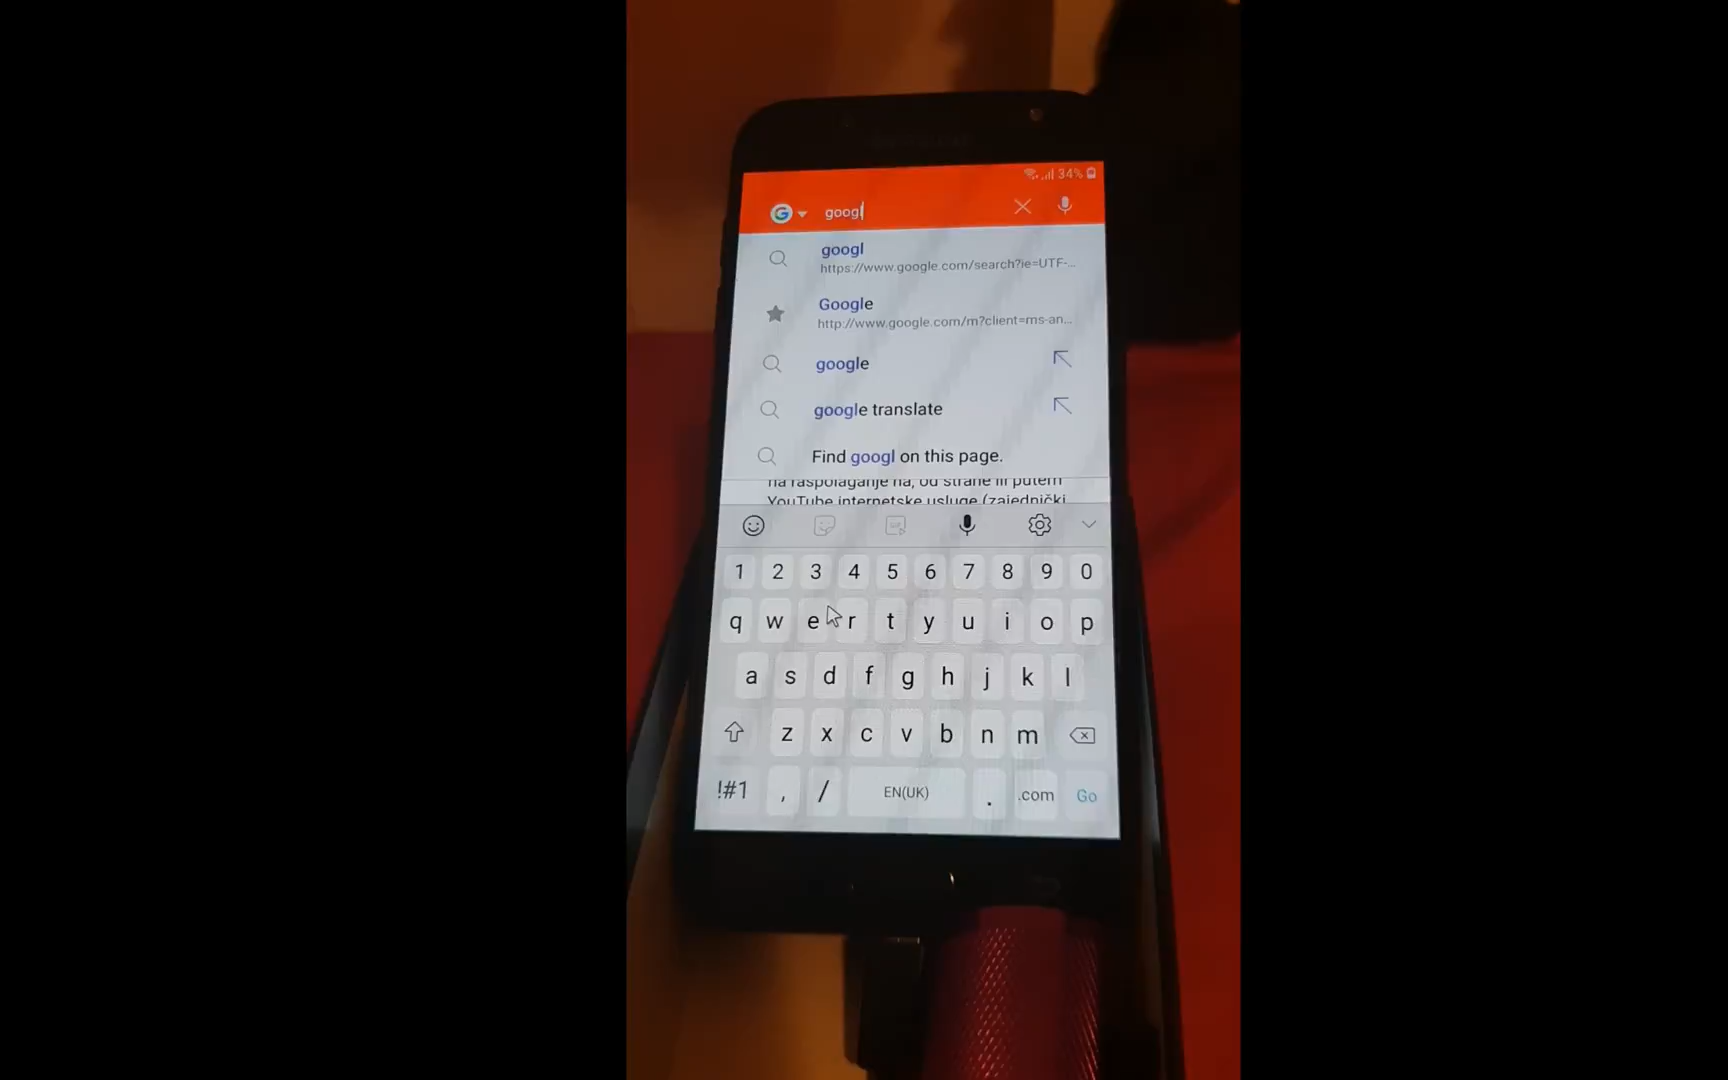 34%
G googl
googl
https://www.google.com/search?ie=UTF-...
Google
http://www.google.com/m?client=ms-an...
google
google translate
Find googl on this page.
na raspolaganje na, od strane ili putem
YouTube internetske usluge (zajednički
1 2 3 4 5 6 7 8 9 0
q w e r t y u i o p
a s d f g h j k l
z x c v b n m
!#1 , / EN(UK) . .com Go